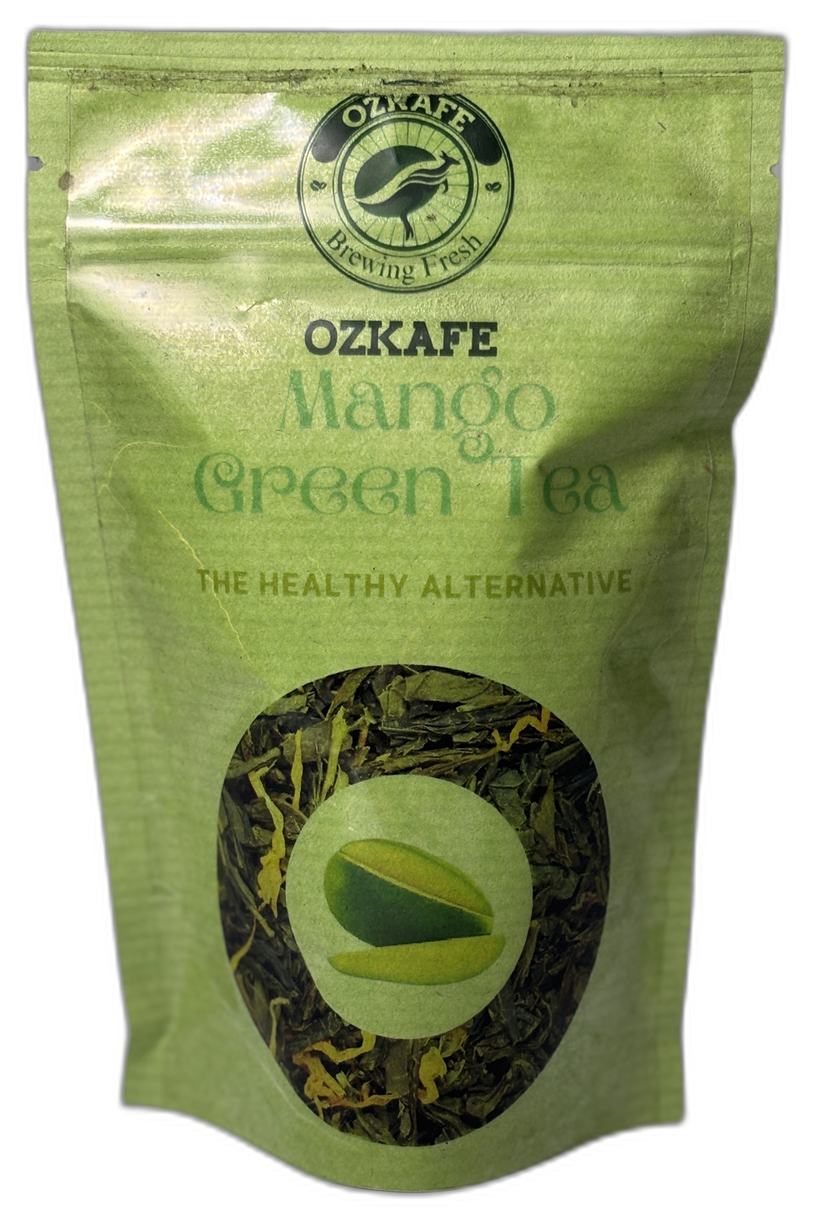 OZKAFE
Brewing Fresh
OZKAFE
Mango
Green Tea
THE HEALTHY ALTERNATIVE